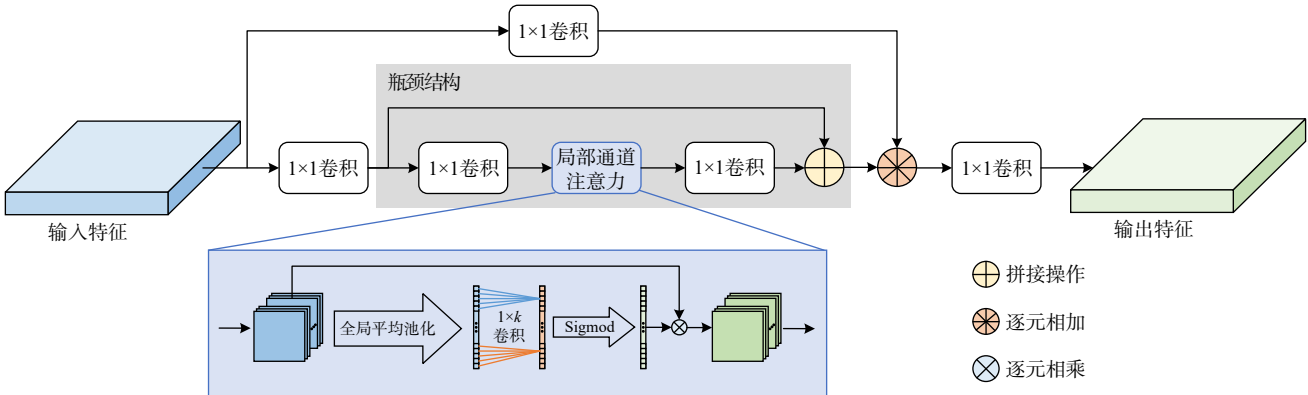 1×1卷积
瓶颈结构
1×1卷积
1×1卷积
局部通道
注意力
1×1卷积
1×1卷积
输入特征
输出特征
全局平均池化
1×k
卷积
Sigmod
拼接操作
逐元相加
逐元相乘